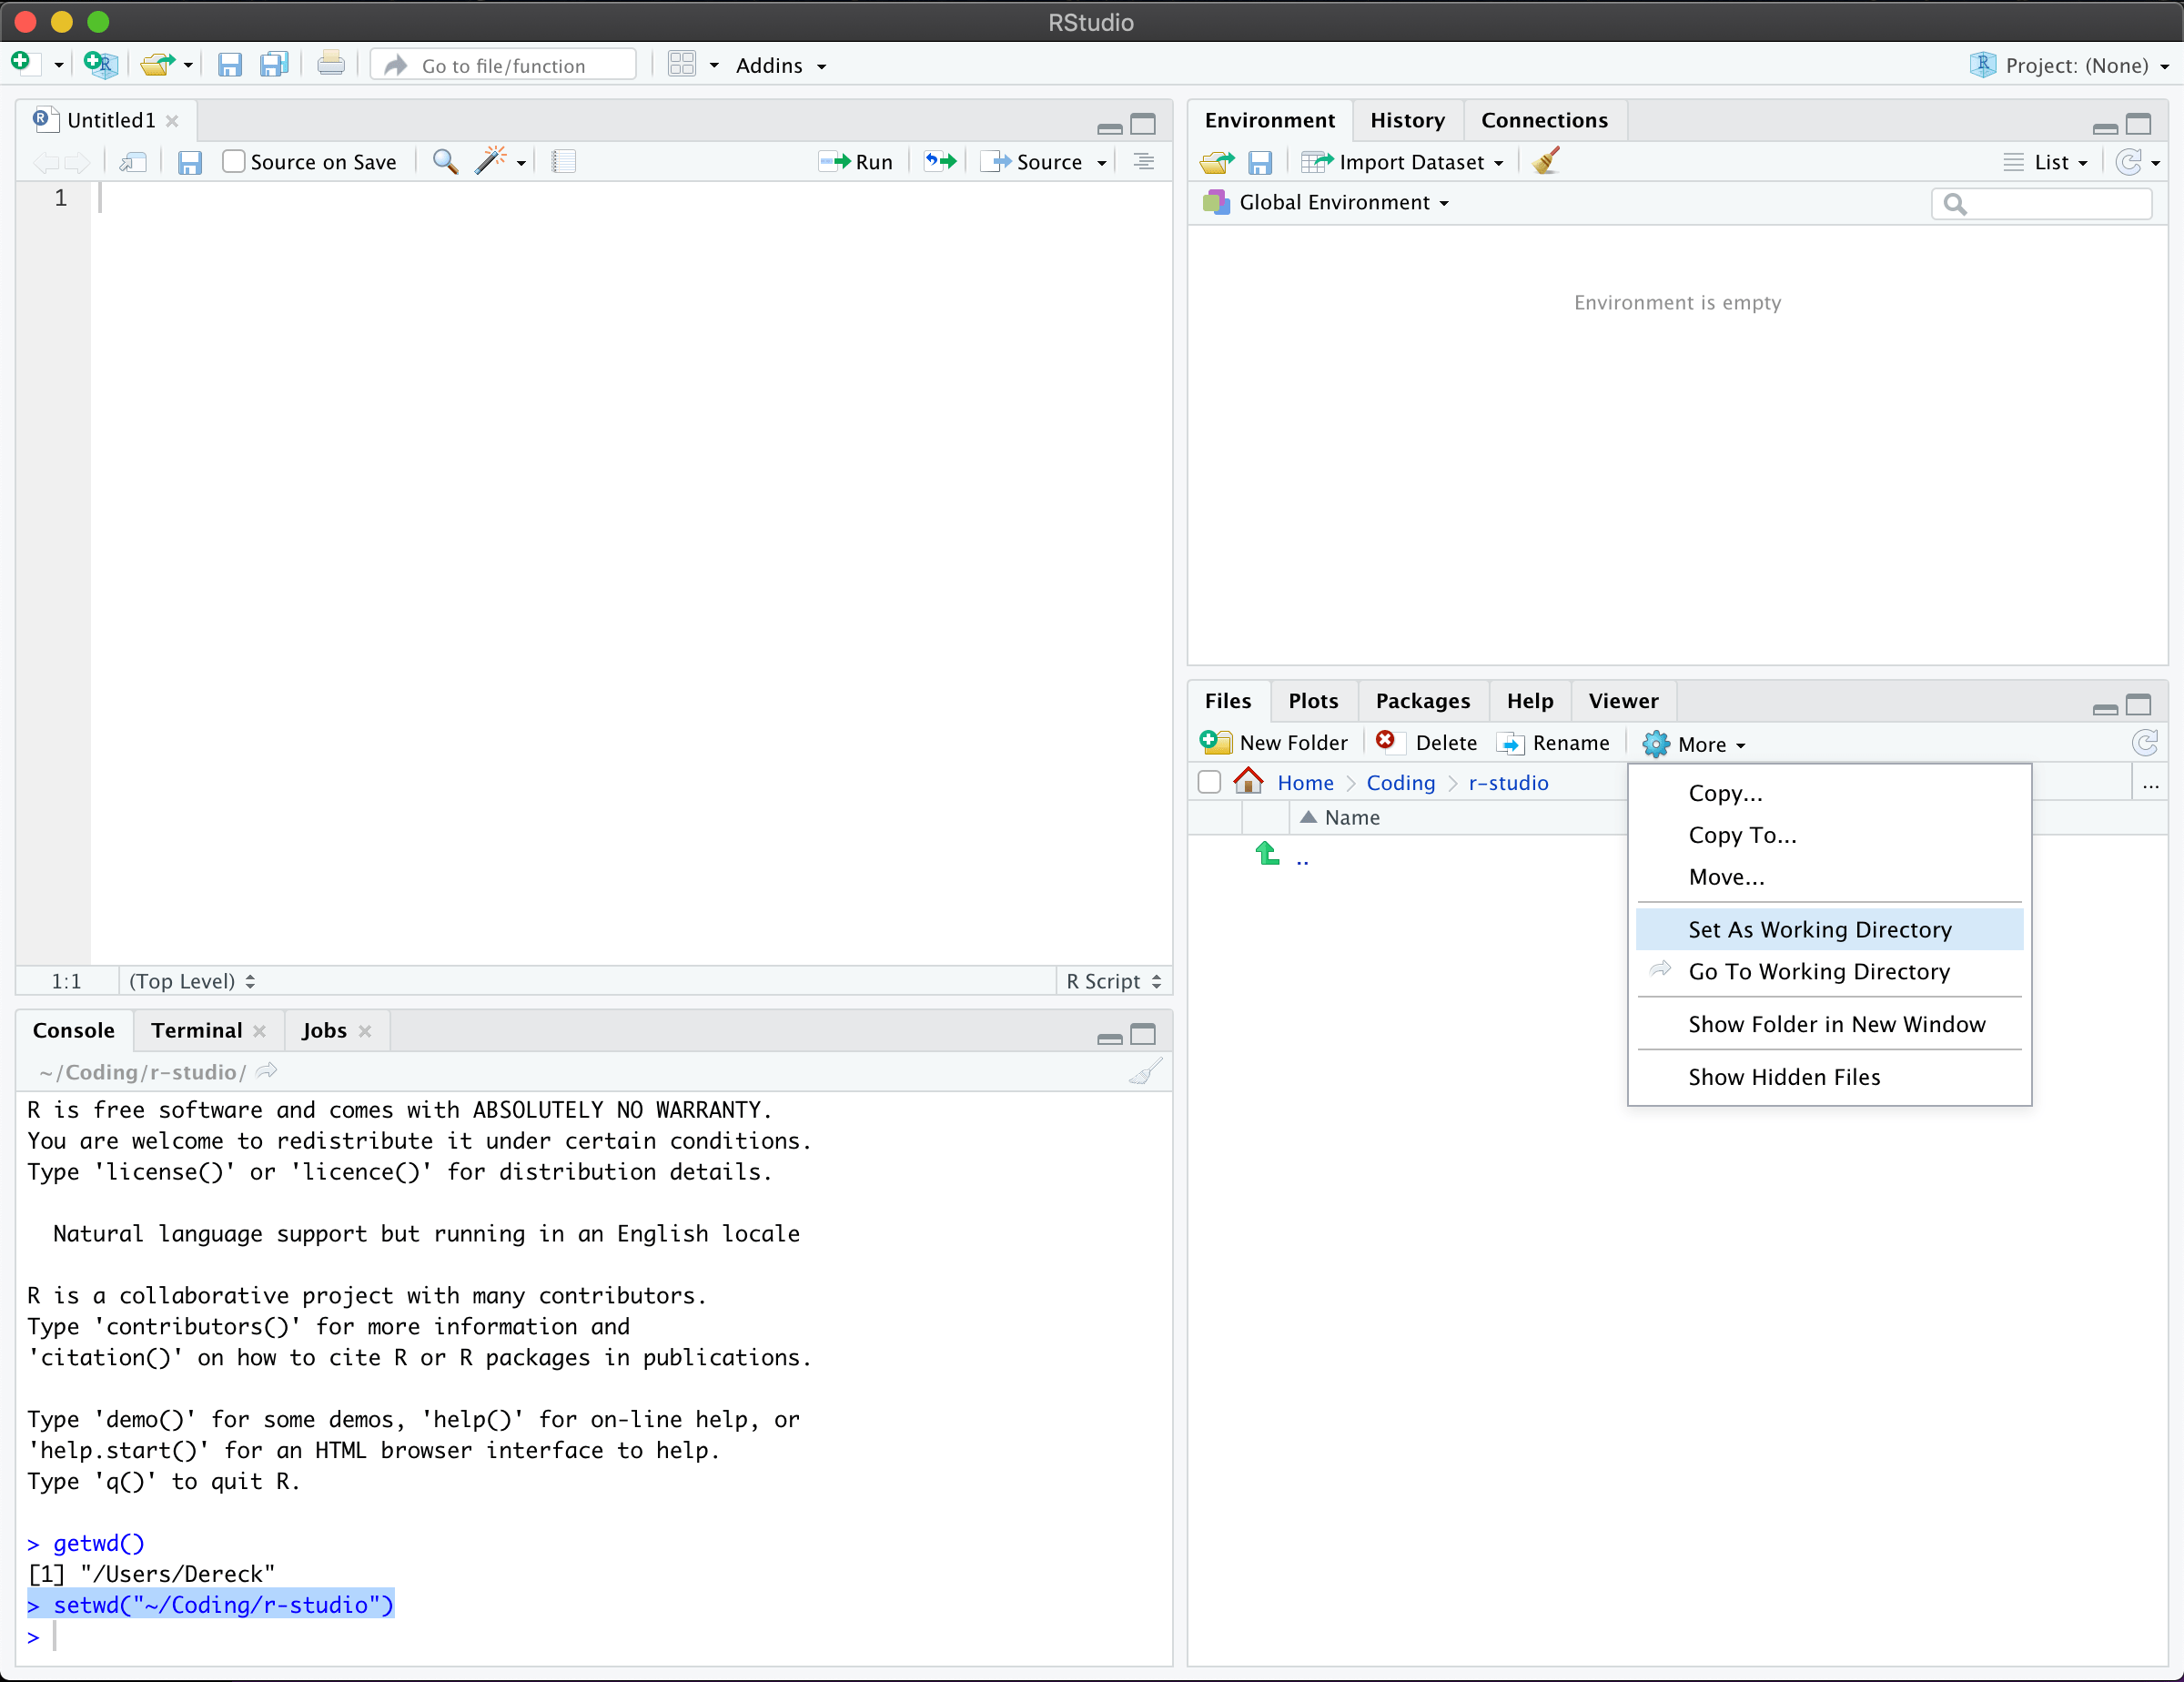 RStudio
Go to file/function
Addins
Project: (None)
Untitled1
Source on Save
Run
Source
1
1:1
(Top Level)
R Script
Console
Terminal
Jobs
~/Coding/r-studio/
R is free software and comes with ABSOLUTELY NO WARRANTY.
You are welcome to redistribute it under certain conditions.
Type 'license()' or 'licence()' for distribution details.
Natural language support but running in an English locale
R is a collaborative project with many contributors.
Type 'contributors()' for more information and
'citation()' on how to cite R or R packages in publications.
Type 'demo()' for some demos, 'help()' for on-line help, or
'help.start()' for an HTML browser interface to help.
Type 'q()' to quit R.
> getwd()
[1] "/Users/Dereck"
> setwd("~/Coding/r-studio")
>
Environment
History
Connections
Import Dataset
List
Global Environment
Environment is empty
Files
Plots
Packages
Help
Viewer
New Folder
Delete
Rename
More
Home
Coding
r-studio
...
Name
..
Copy...
Copy To...
Move...
Set As Working Directory
Go To Working Directory
Show Folder in New Window
Show Hidden Files